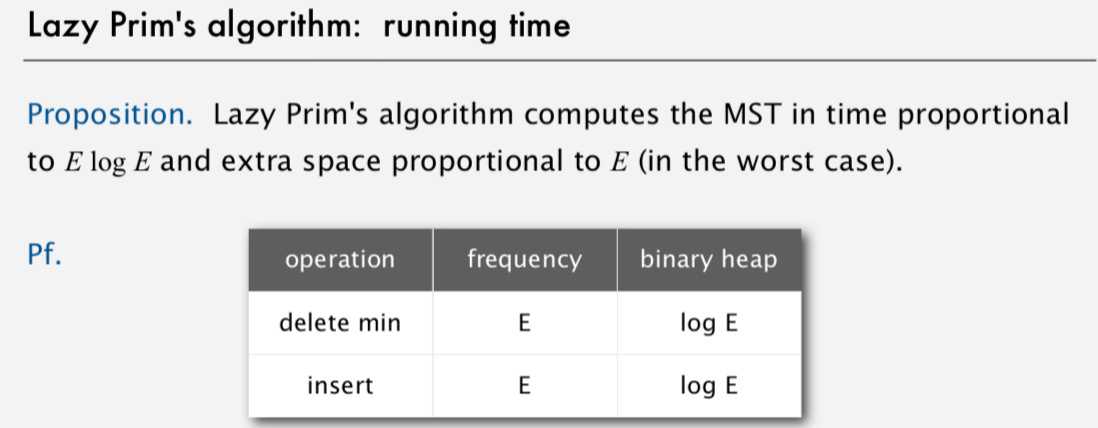 Lazy Prim's algorithm: running time
Proposition. Lazy Prim's algorithm computes the MST in time proportional
to E log E and extra space proportional to E (in the worst case).
Pf.
operation frequency binary heap
delete min E log E
insert E log E